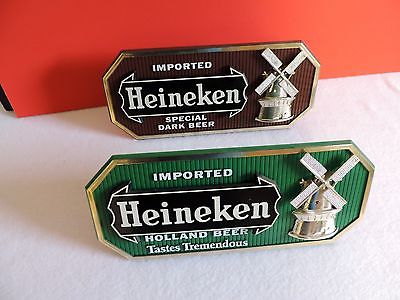 IMPORTED
Heineken
SPECIAL
DARK BEER
IMPORTED
Heineken
HOLLAND BEER
Tastes Tremendous